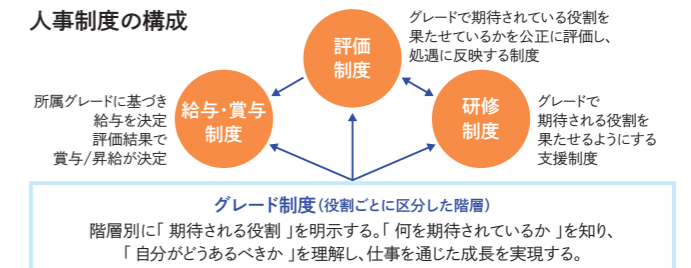 人事制度の構成
評価
制度
グレードで期待されている役割を
果たせているかを公正に評価し、
処遇に反映する制度
所属グレードに基づき
給与を決定
評価結果で
賞与/昇給が決定
給与・賞与
制度
研修
制度
グレードで
期待される役割を
果たせるようにする
支援制度
グレード制度（役割ごとに区分した階層）
階層別に「 期待される役割 」を明示する。「 何を期待されているか 」を知り、
「 自分がどうあるべきか 」を理解し、仕事を通じた成長を実現する。